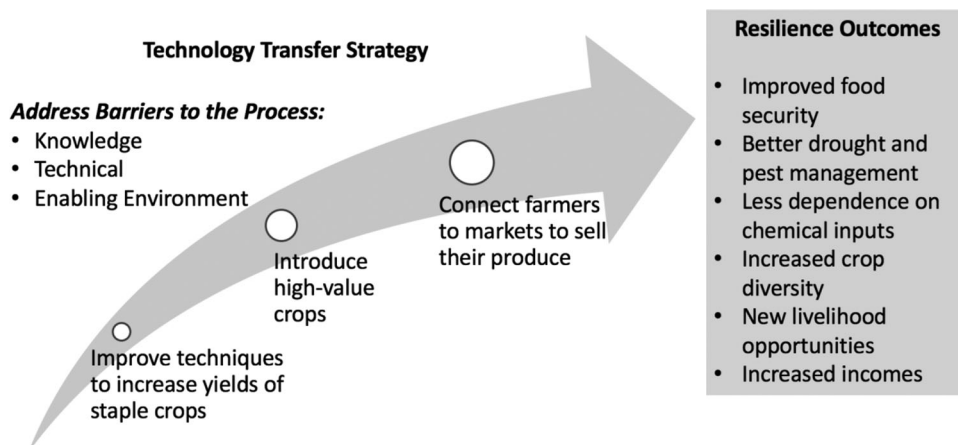 Technology Transfer Strategy
Address Barriers to the Process:
• Knowledge
• Technical
• Enabling Environment
Improve techniques
to increase yields of
staple crops
Introduce
high-value
crops
Connect farmers
to markets to sell
their produce
Resilience Outcomes
• Improved food
security
• Better drought and
pest management
• Less dependence on
chemical inputs
• Increased crop
diversity
• New livelihood
opportunities
• Increased incomes